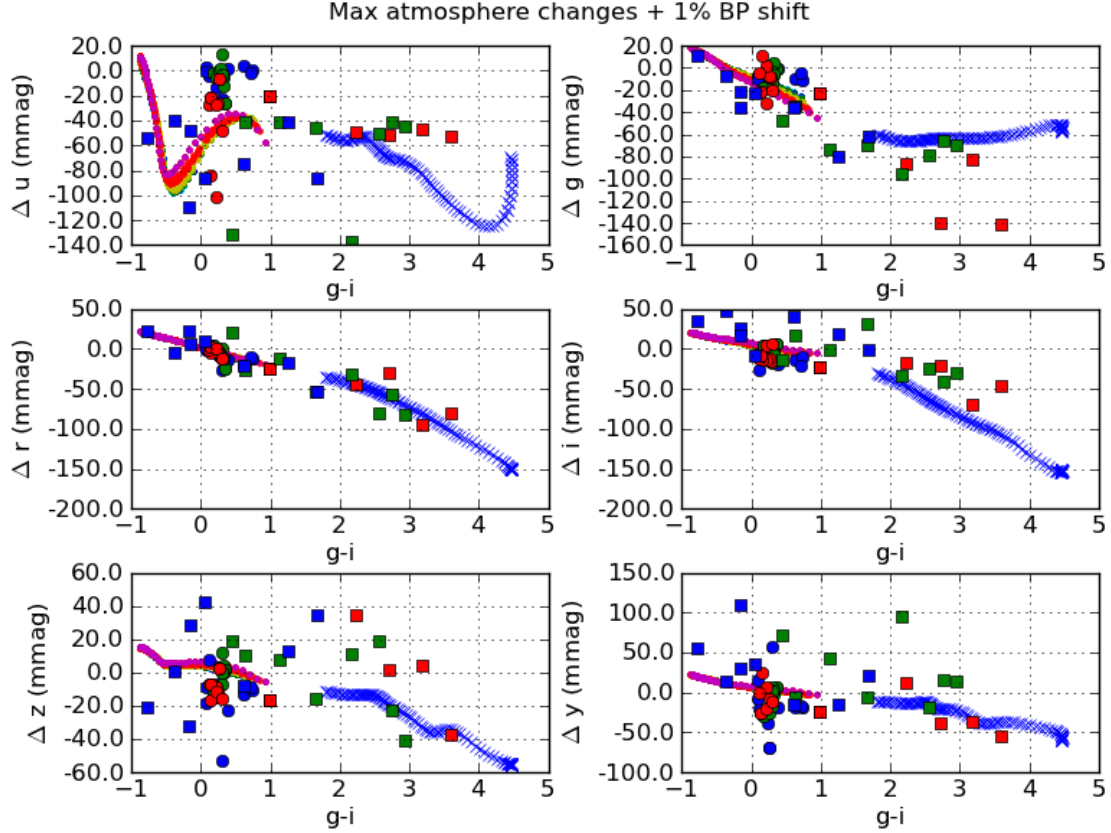 Max atmosphere changes + 1% BP shift
20.0
0.0
-20.0
-40.0
-60.0
-80.0
-100.0
-120.0
-140.0
Δ u (mmag)
-1 0 1 2 3 4 5
g-i
20.0
0.0
-20.0
-40.0
-60.0
-80.0
-100.0
-120.0
-140.0
-160.0
Δ g (mmag)
-1 0 1 2 3 4 5
g-i
50.0
0.0
-50.0
-100.0
-150.0
-200.0
Δ r (mmag)
-1 0 1 2 3 4 5
g-i
50.0
0.0
-50.0
-100.0
-150.0
-200.0
Δ i (mmag)
-1 0 1 2 3 4 5
g-i
60.0
40.0
20.0
0.0
-20.0
-40.0
-60.0
Δ z (mmag)
-1 0 1 2 3 4 5
g-i
150.0
100.0
50.0
0.0
-50.0
-100.0
Δ y (mmag)
-1 0 1 2 3 4 5
g-i